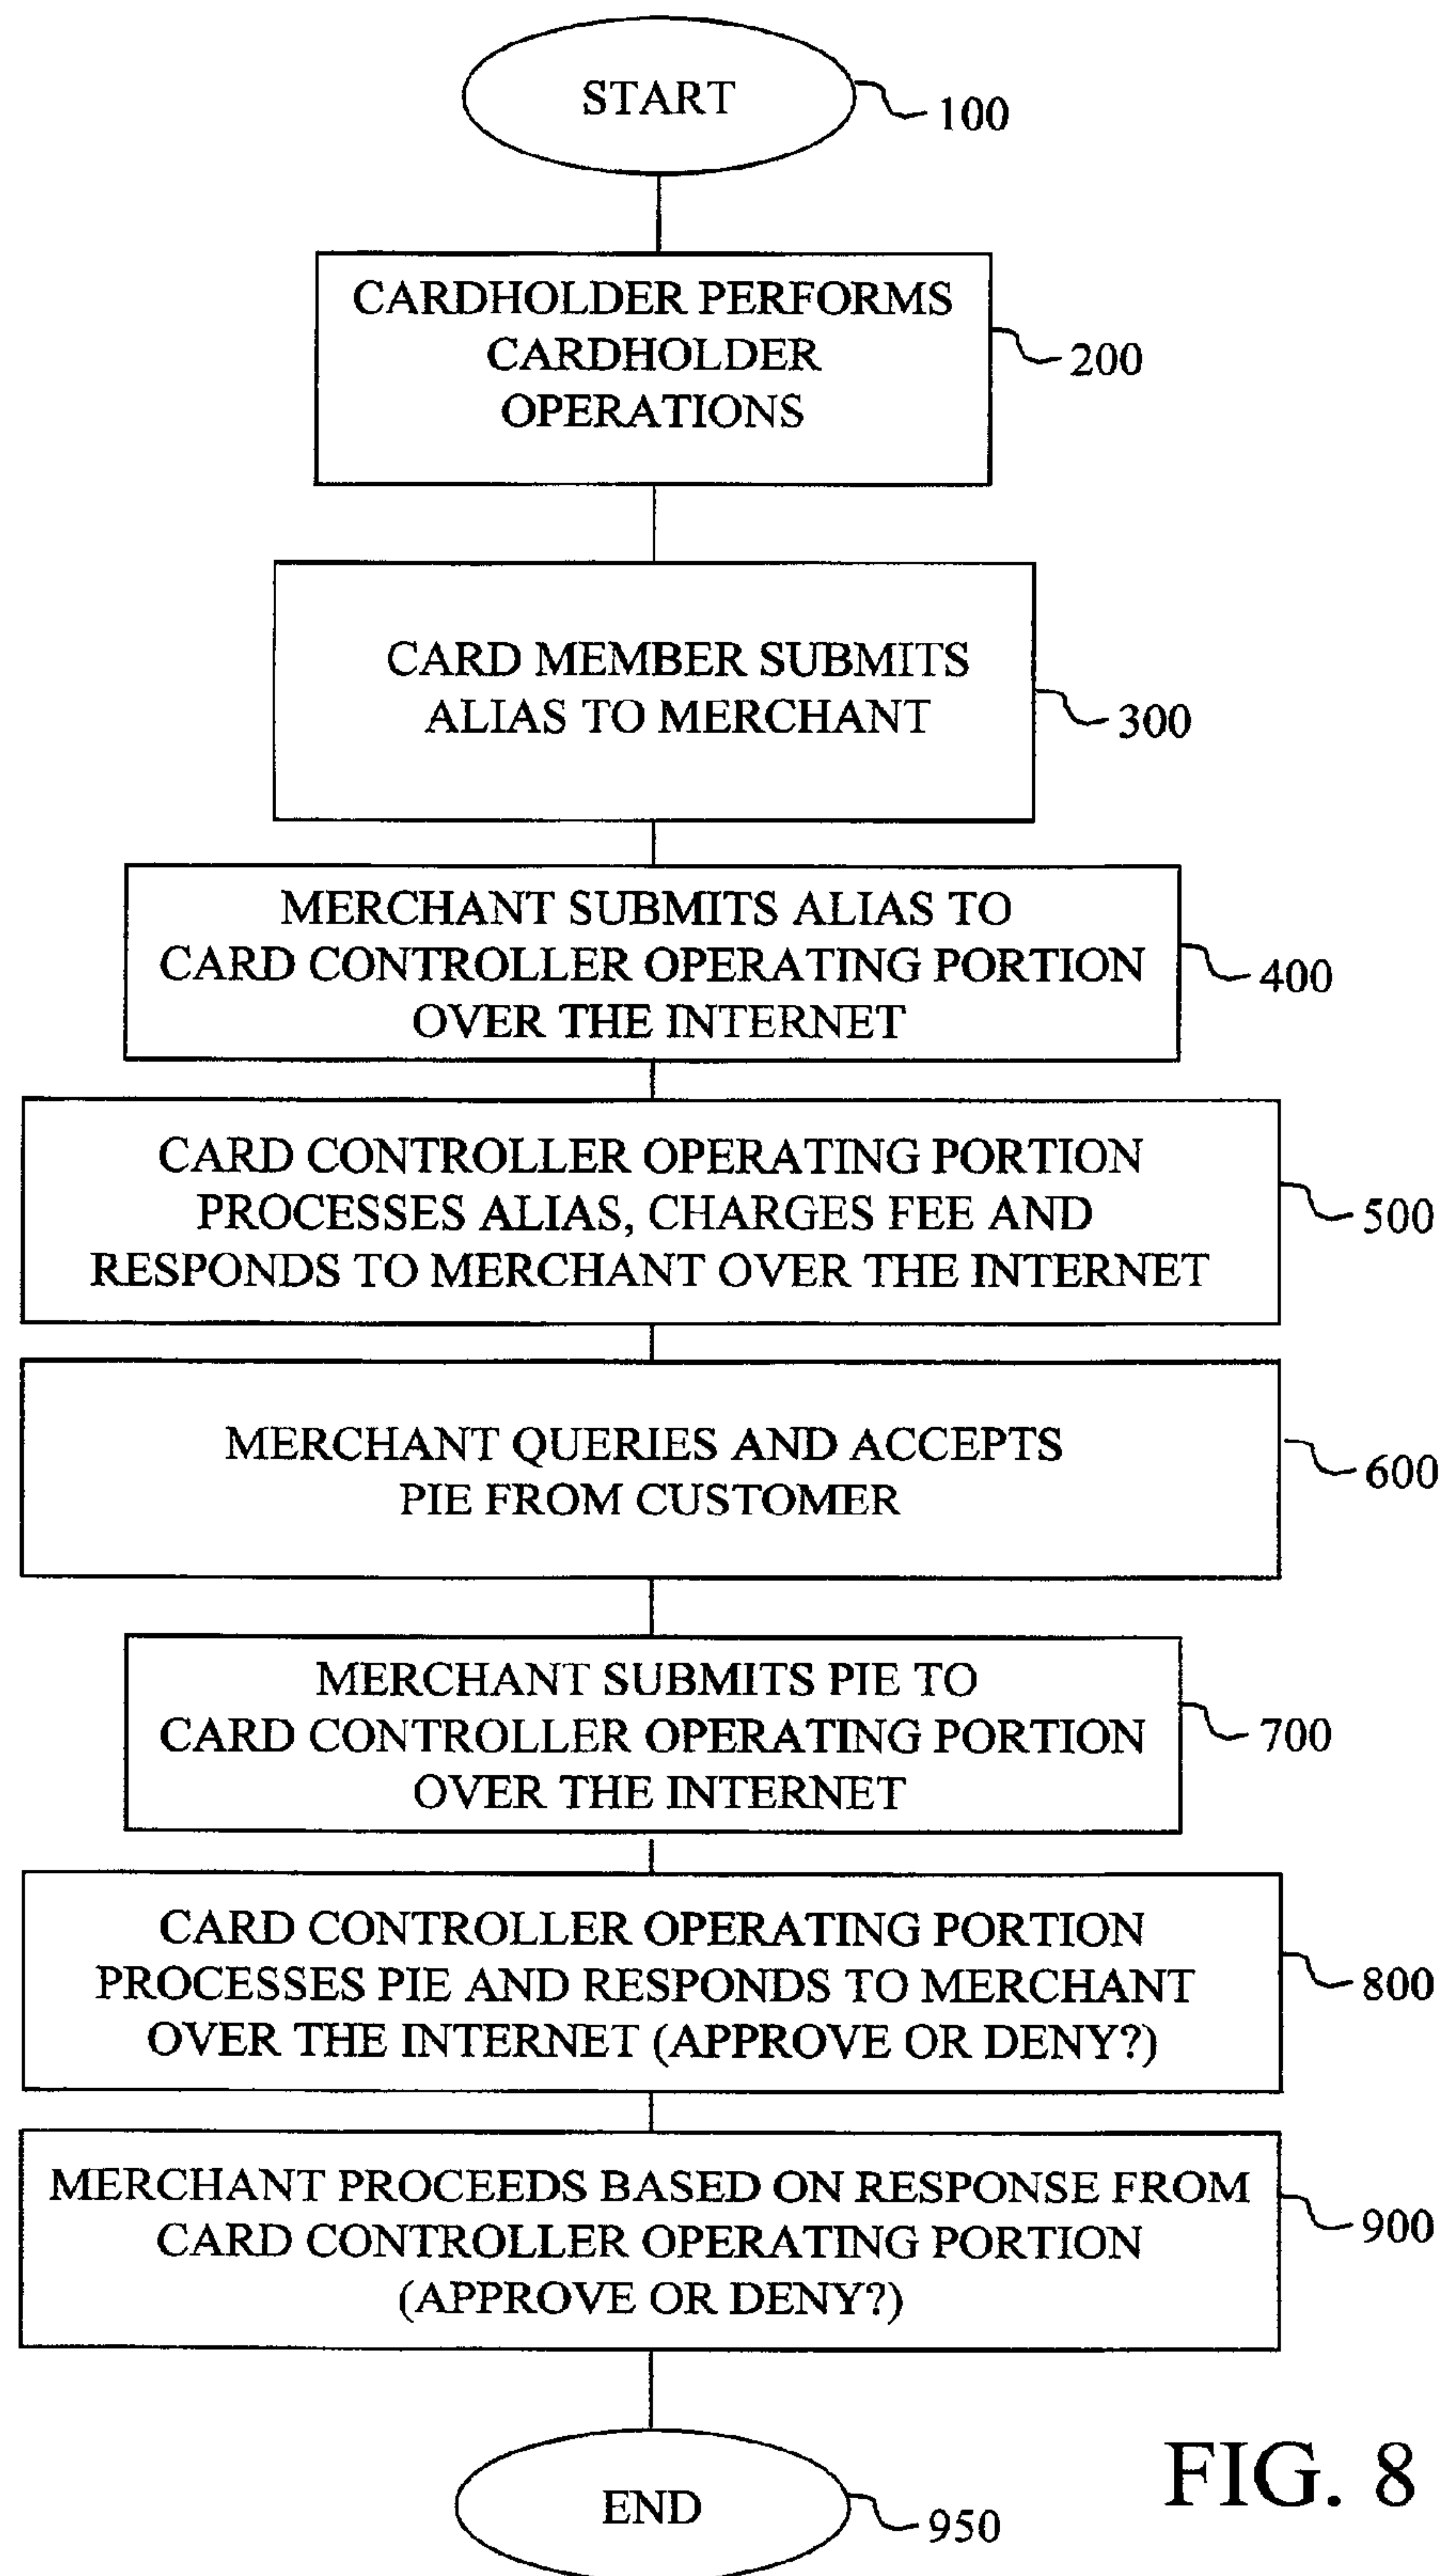 START
100
CARDHOLDER PERFORMS
CARDHOLDER
OPERATIONS
200
CARD MEMBER SUBMITS
ALIAS TO MERCHANT
300
MERCHANT SUBMITS ALIAS TO
CARD CONTROLLER OPERATING PORTION
OVER THE INTERNET
400
CARD CONTROLLER OPERATING PORTION
PROCESSES ALIAS, CHARGES FEE AND
RESPONDS TO MERCHANT OVER THE INTERNET
500
MERCHANT QUERIES AND ACCEPTS
PIE FROM CUSTOMER
600
MERCHANT SUBMITS PIE TO
CARD CONTROLLER OPERATING PORTION
OVER THE INTERNET
700
CARD CONTROLLER OPERATING PORTION
PROCESSES PIE AND RESPONDS TO MERCHANT
OVER THE INTERNET (APPROVE OR DENY?)
800
MERCHANT PROCEEDS BASED ON RESPONSE FROM
CARD CONTROLLER OPERATING PORTION
(APPROVE OR DENY?)
900
END
950
FIG. 8